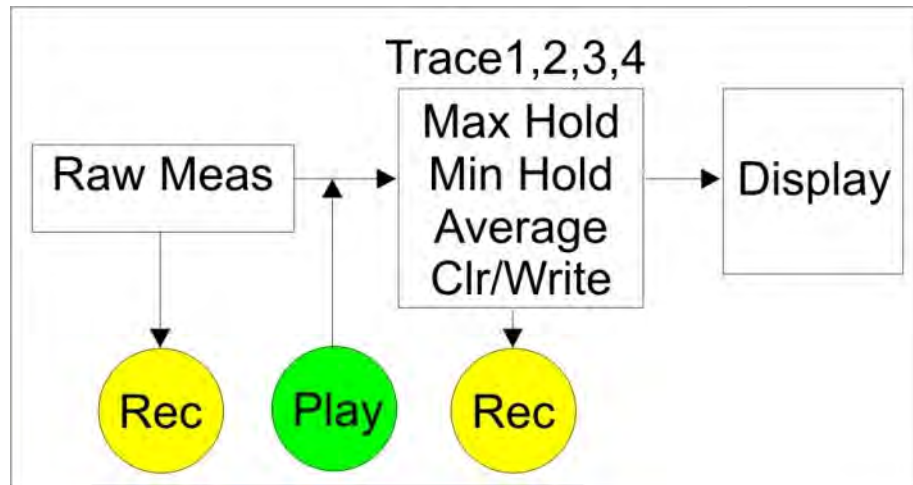 Trace1,2,3,4
Raw Meas
Max Hold
Min Hold
Average
Clr/Write
Display
Rec
Play
Rec